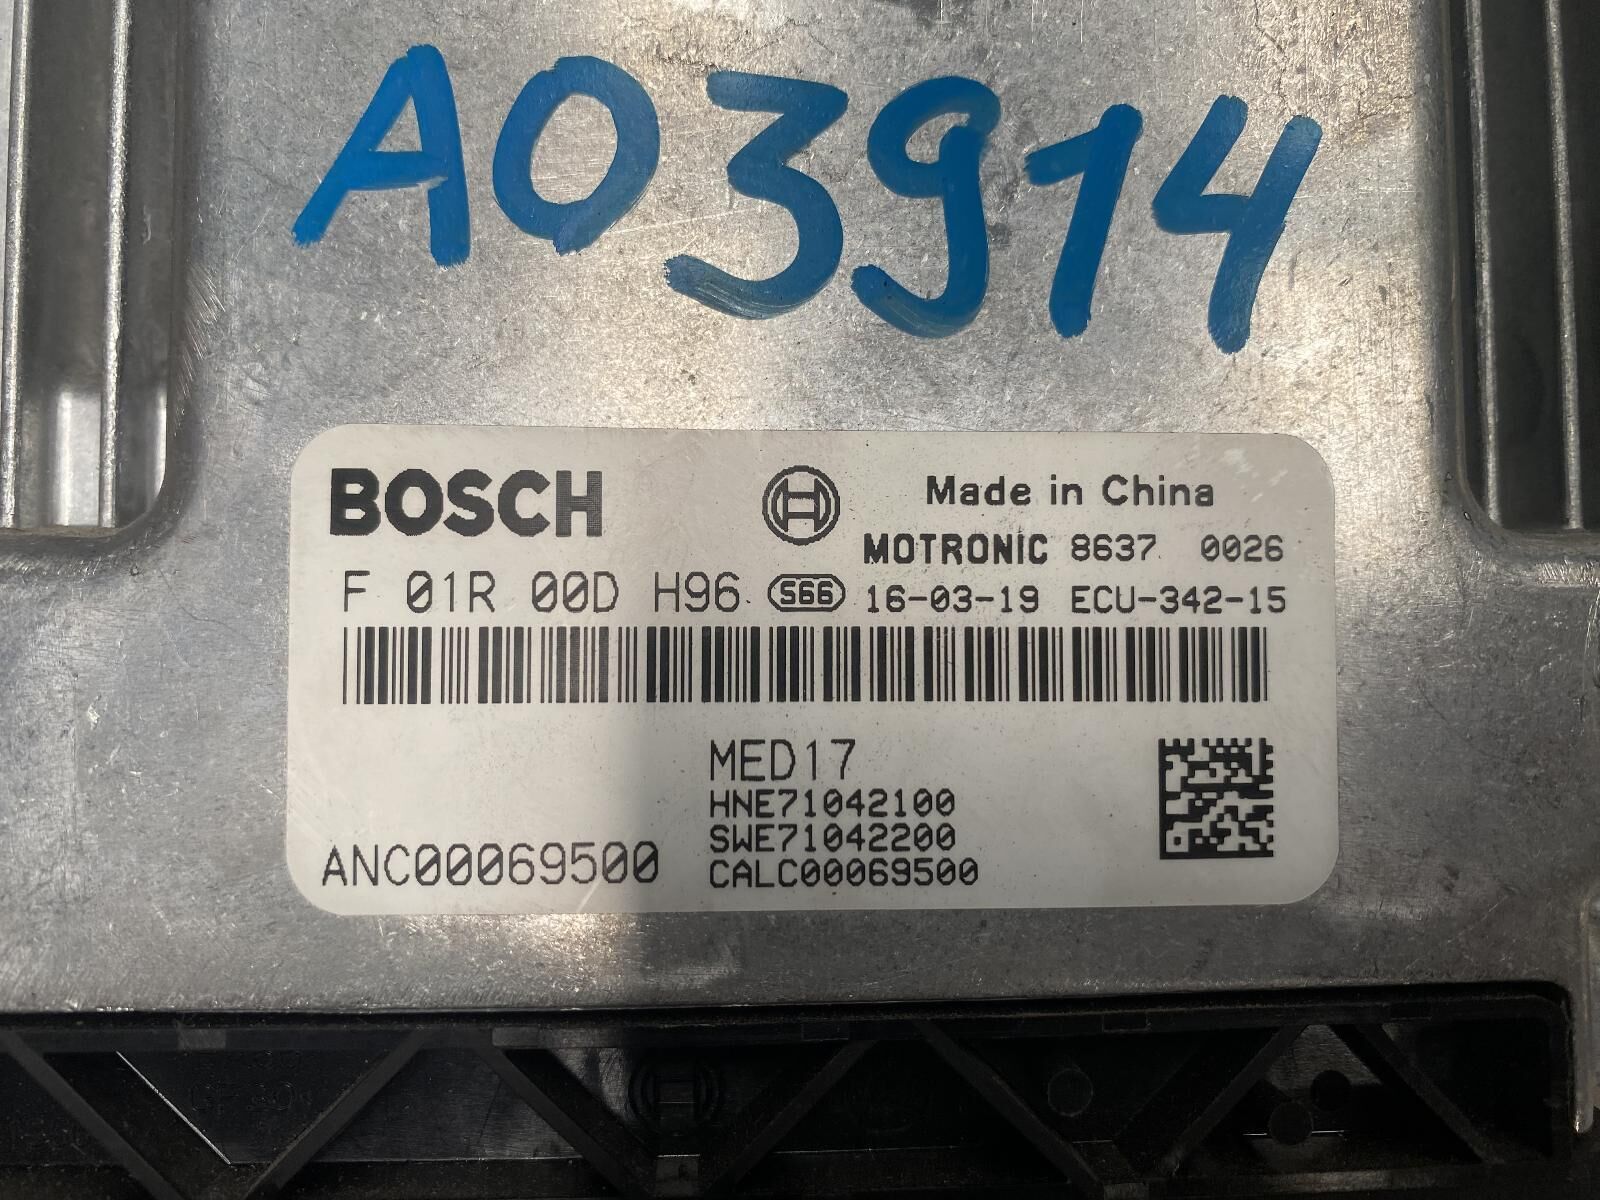 A03914
BOSCH
Made in China
MOTRONIC 8637 0026
F 01R 00D H96 S66 16-03-19 ECU-342-15
MED17
HNE71042100
SWE71042200
ANC00069500 CALC00069500